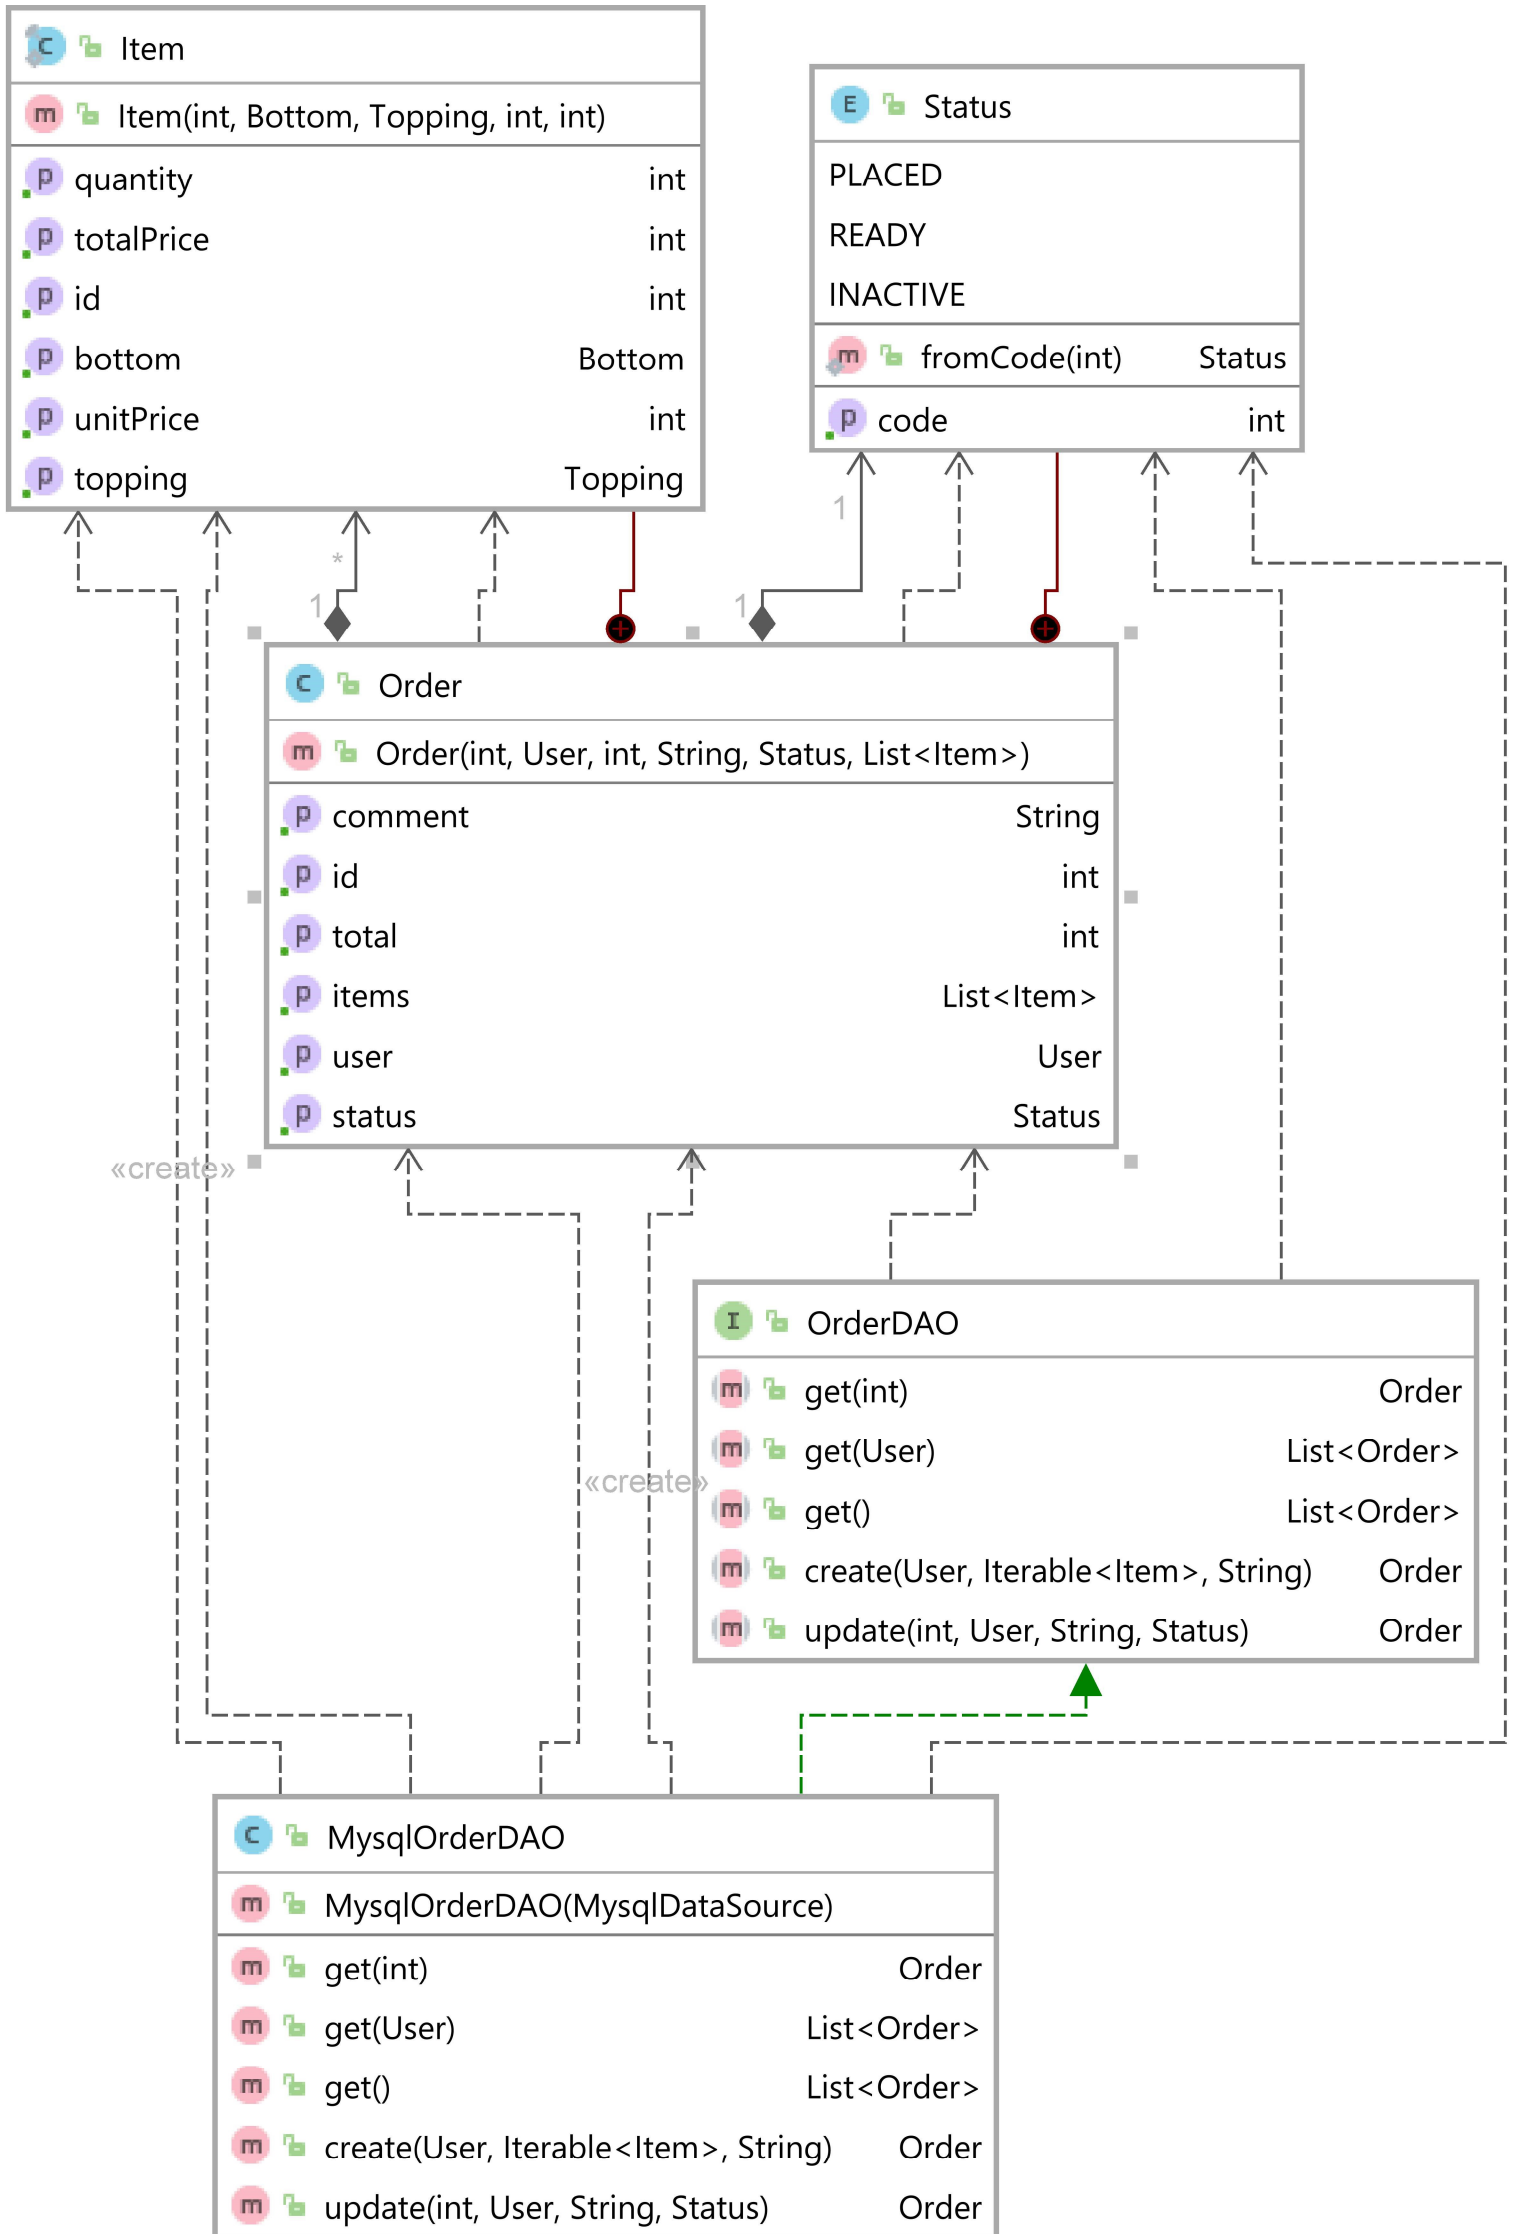 Item
Item(int, Bottom, Topping, int, int)
quantity int
totalPrice int
id int
bottom Bottom
unitPrice int
topping Topping
Status
PLACED
READY
INACTIVE
fromCode(int) Status
code int
1
*
1
1
Order
Order(int, User, int, String, Status, List<Item>)
comment String
id int
total int
items List<Item>
user User
status Status
«create»
OrderDAO
get(int) Order
get(User) List<Order>
get() List<Order>
create(User, Iterable<Item>, String) Order
update(int, User, String, Status) Order
«create»
MysqlOrderDAO
MysqlOrderDAO(MysqlDataSource)
get(int) Order
get(User) List<Order>
get() List<Order>
create(User, Iterable<Item>, String) Order
update(int, User, String, Status) Order